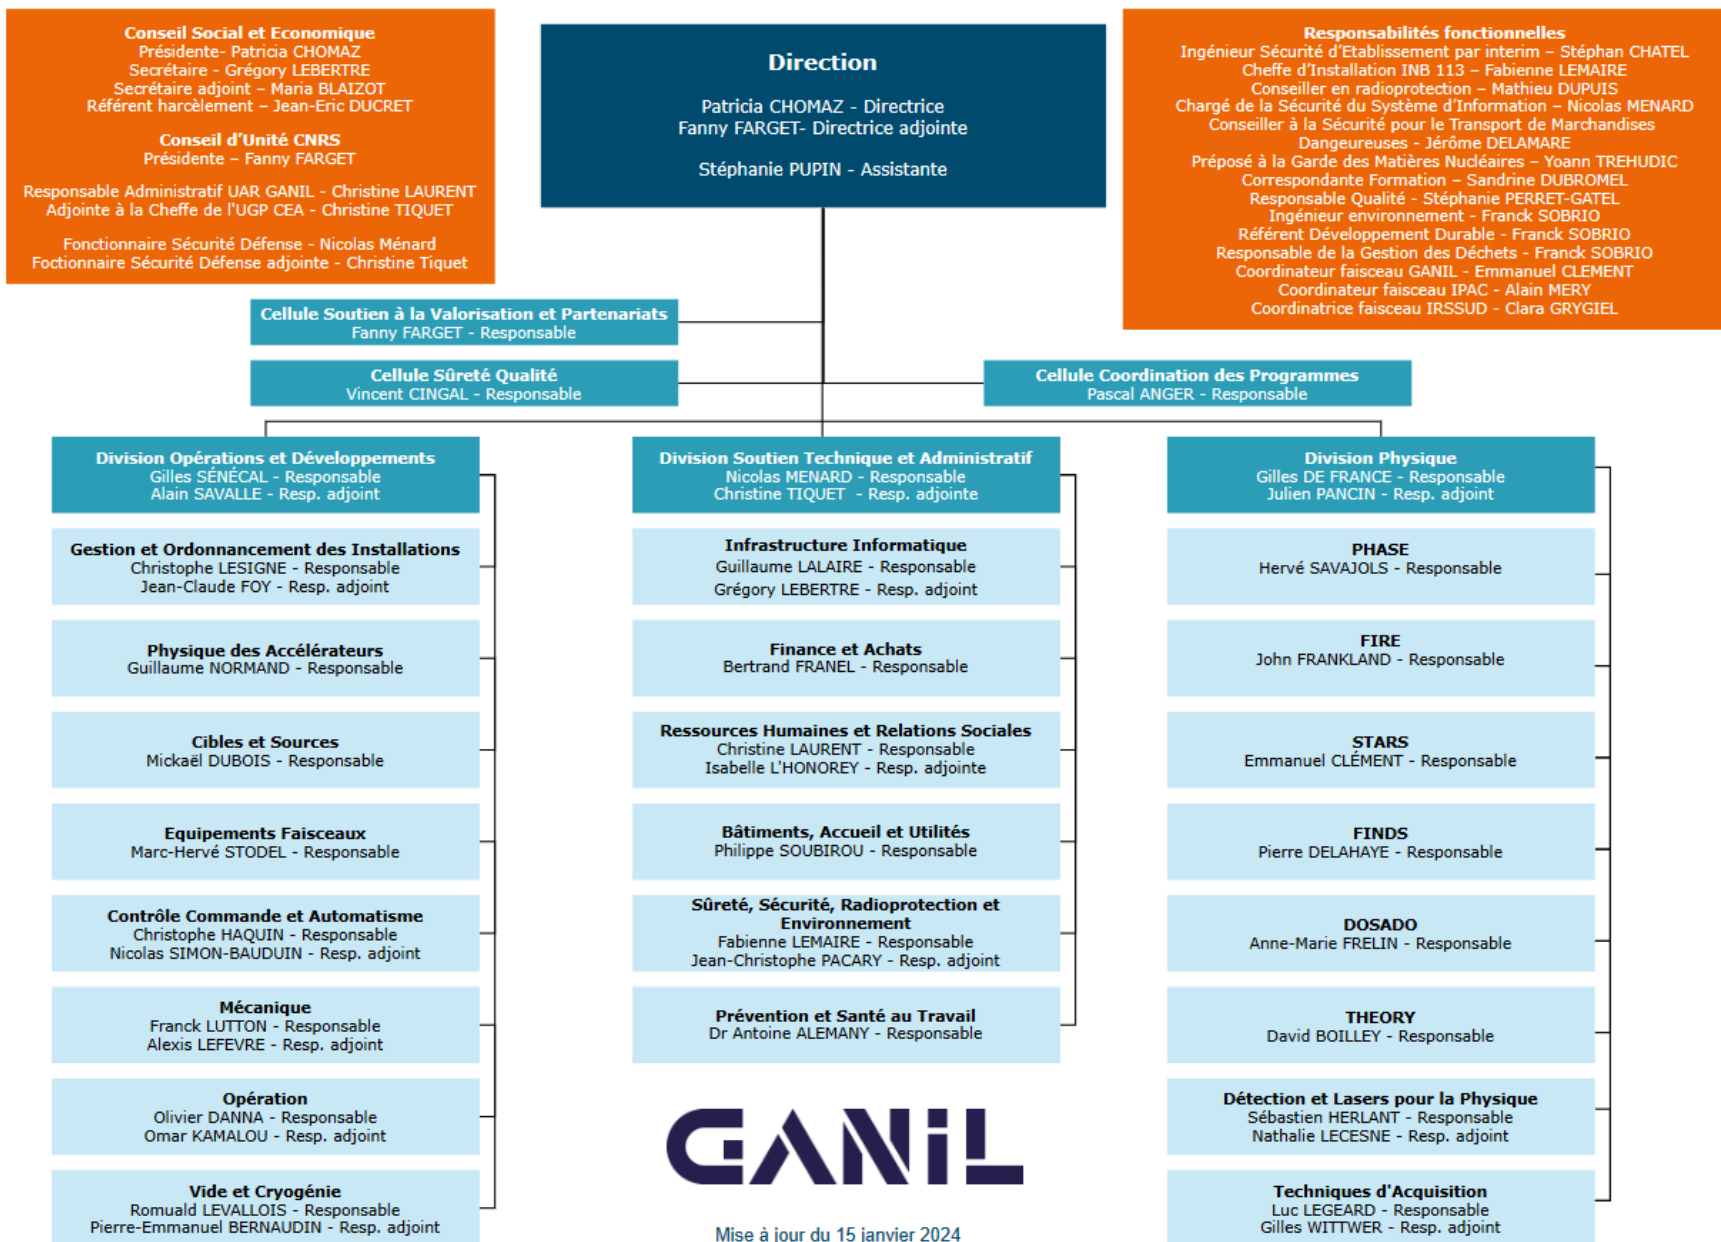 Conseil Social et Economique
Présidente- Patricia CHOMAZ
Secrétaire - Grégory LEBERTRE
Secrétaire adjoint – Maria BLAIZOT
Référent harcèlement – Jean-Eric DUCRET
Conseil d'Unité CNRS
Présidente – Fanny FARGET
Responsable Administratif UAR GANIL - Christine LAURENT
Adjointe à la Cheffe de l'UGP CEA - Christine TIQUET
Fonctionnaire Sécurité Défense - Nicolas Ménard
Foctionnaire Sécurité Défense adjointe - Christine Tiquet
Direction
Patricia CHOMAZ - Directrice
Fanny FARGET- Directrice adjointe
Stéphanie PUPIN - Assistante
Responsabilités fonctionnelles
Ingénieur Sécurité d'Etablissement par interim – Stéphan CHATEL
Cheffe d'Installation INB 113 – Fabienne LEMAIRE
Conseiller en radioprotection – Mathieu DUPUIS
Chargé de la Sécurité du Système d'Information – Nicolas MENARD
Conseiller à la Sécurité pour le Transport de Marchandises
Dangeureuses - Jérôme DELAMARE
Préposé à la Garde des Matières Nucléaires – Yoann TREHUDIC
Correspondante Formation – Sandrine DUBROMEL
Responsable Qualité - Stéphanie PERRET-GATEL
Ingénieur environnement - Franck SOBRIO
Référent Développement Durable - Franck SOBRIO
Responsable de la Gestion des Déchets - Franck SOBRIO
Coordinateur faisceau GANIL - Emmanuel CLEMENT
Coordinateur faisceau IPAC - Alain MERY
Coordinatrice faisceau IRSSUD - Clara GRYGIEL
Cellule Soutien à la Valorisation et Partenariats
Fanny FARGET - Responsable
Cellule Sûreté Qualité
Vincent CINGAL - Responsable
Cellule Coordination des Programmes
Pascal ANGER - Responsable
Division Opérations et Développements
Gilles SÉNÉCAL - Responsable
Alain SAVALLE - Resp. adjoint
Gestion et Ordonnancement des Installations
Christophe LESIGNE - Responsable
Jean-Claude FOY - Resp. adjoint
Physique des Accélérateurs
Guillaume NORMAND - Responsable
Cibles et Sources
Mickaël DUBOIS - Responsable
Equipements Faisceaux
Marc-Hervé STODEL - Responsable
Contrôle Commande et Automatisme
Christophe HAQUIN - Responsable
Nicolas SIMON-BAUDUIN - Resp. adjoint
Mécanique
Franck LUTTON - Responsable
Alexis LEFEVRE - Resp. adjoint
Opération
Olivier DANNA - Responsable
Omar KAMALOU - Resp. adjoint
Vide et Cryogénie
Romuald LEVALLOIS - Responsable
Pierre-Emmanuel BERNAUDIN - Resp. adjoint
Division Soutien Technique et Administratif
Nicolas MENARD - Responsable
Christine TIQUET - Resp. adjointe
Infrastructure Informatique
Guillaume LALAIRE - Responsable
Grégory LEBERTRE - Resp. adjoint
Finance et Achats
Bertrand FRANEL - Responsable
Ressources Humaines et Relations Sociales
Christine LAURENT - Responsable
Isabelle L'HONOREY - Resp. adjointe
Bâtiments, Accueil et Utilités
Philippe SOUBIROU - Responsable
Sûreté, Sécurité, Radioprotection et
Environnement
Fabienne LEMAIRE - Responsable
Jean-Christophe PACARY - Resp. adjoint
Prévention et Santé au Travail
Dr Antoine ALEMANY - Responsable
Division Physique
Gilles DE FRANCE - Responsable
Julien PANCIN - Resp. adjoint
PHASE
Hervé SAVAJOLS - Responsable
FIRE
John FRANKLAND - Responsable
STARS
Emmanuel CLÉMENT - Responsable
FINDS
Pierre DELAHAYE - Responsable
DOSADO
Anne-Marie FRELIN - Responsable
THEORY
David BOILLEY - Responsable
Détection et Lasers pour la Physique
Sébastien HERLANT - Responsable
Nathalie LECESNE - Resp. adjoint
Techniques d'Acquisition
Luc LEGEARD - Responsable
Gilles WITTWER - Resp. adjoint
GANiL
Mise à jour du 15 janvier 2024